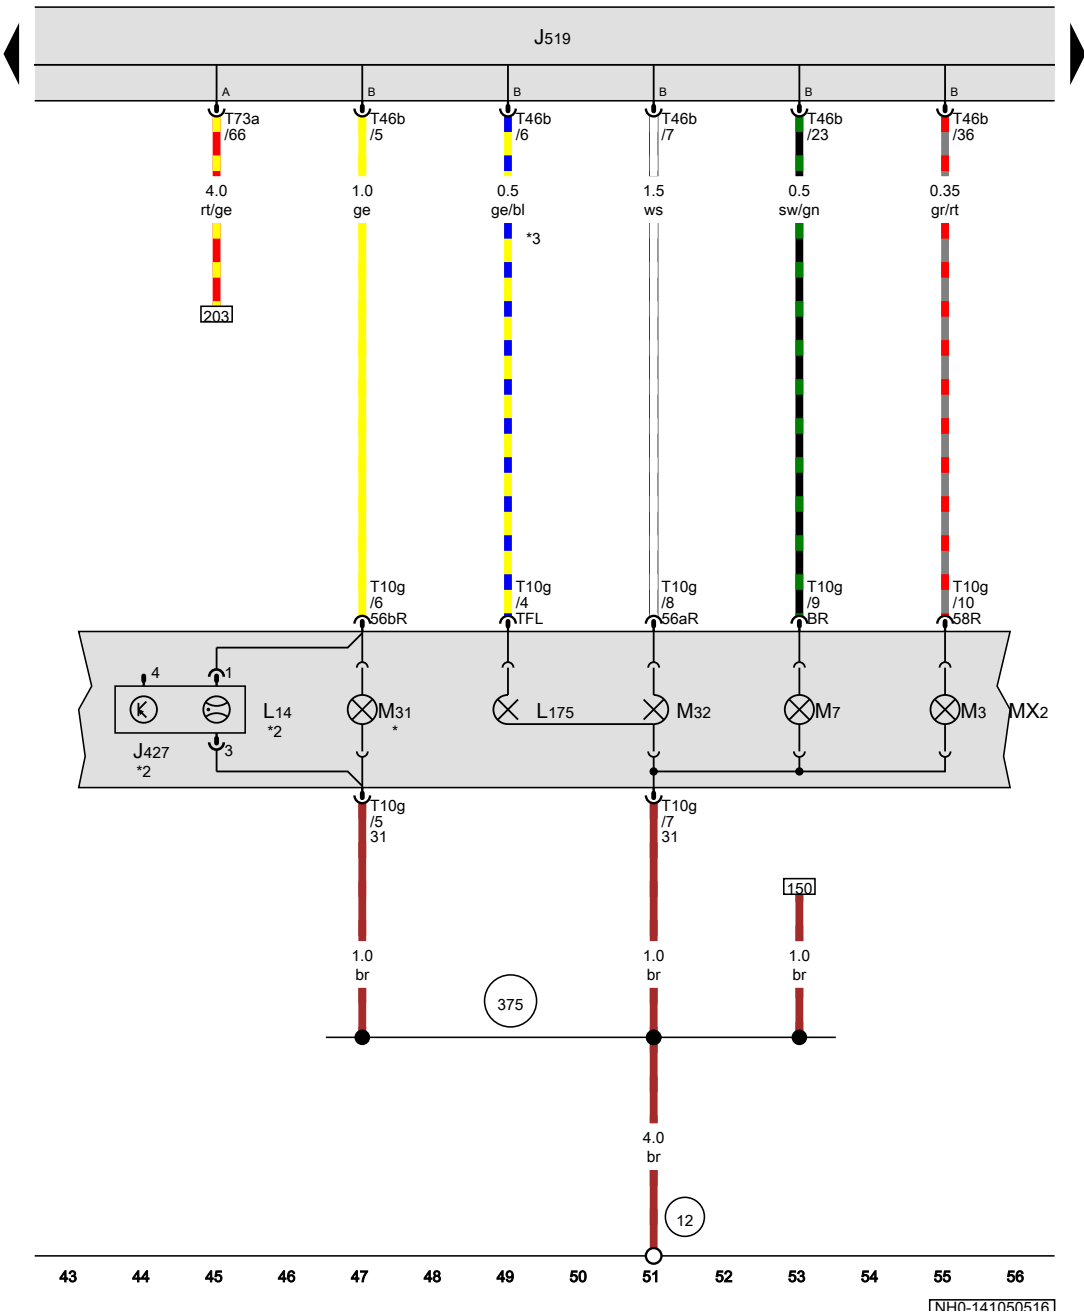 J519
A B B B B B
T73a T46b T46b T46b T46b T46b
/66 /5 /6 /7 /23 /36
4.0 1.0 0.5 1.5 0.5 0.35
rt/ge ge ge/bl ws sw/gn gr/rt
*3
203
T10g T10g T10g T10g T10g
/6 /4 /8 /9 /10
56bR TFL 56aR BR 58R
4 1
K L14 M31 L175 M32 M7 M3 MX2
*2 *
J427 3
*2
T10g T10g
/5 /7
31 31
150
1.0 1.0 1.0
br br br
375
4.0
br
12
43 44 45 46 47 48 49 50 51 52 53 54 55 56
NH0-141050516